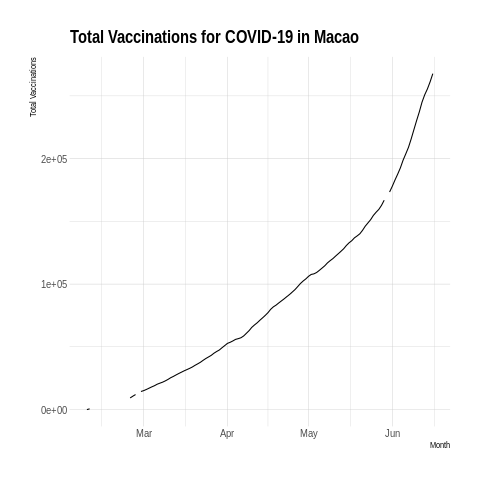 Total Vaccinations for COVID-19 in Macao
Total Vaccinations
2e+05
1e+05
0e+00
Mar Apr May Jun
Month